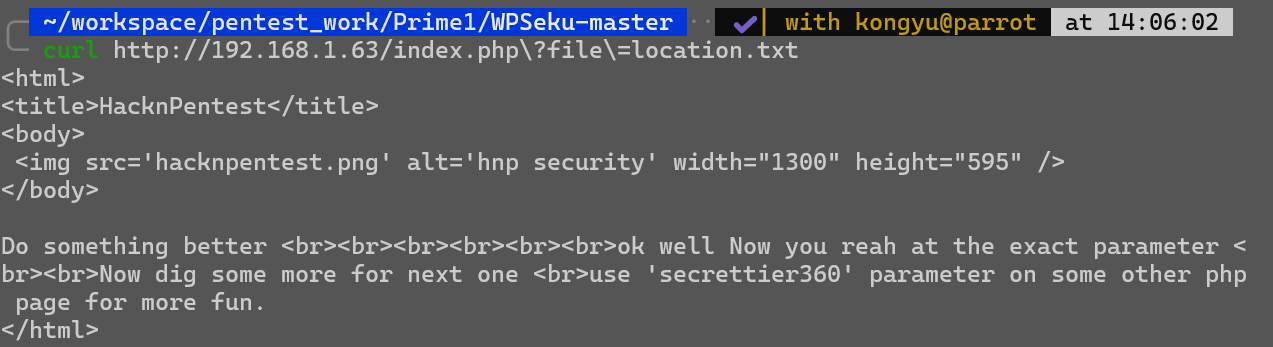 ~/workspace/pentest_work/Prime1/WPSeku-master ·· ✔ with kongyu@parrot at 14:06:02
curl http://192.168.1.63/index.php\?file\=location.txt
<html>
<title>HacknPentest</title>
<body>
 <img src='hacknpentest.png' alt='hnp security' width="1300" height="595" />
</body>

Do something better <br><br><br><br><br><br>ok well Now you reah at the exact parameter <
br><br>Now dig some more for next one <br>use 'secrettier360' parameter on some other php
 page for more fun.
</html>